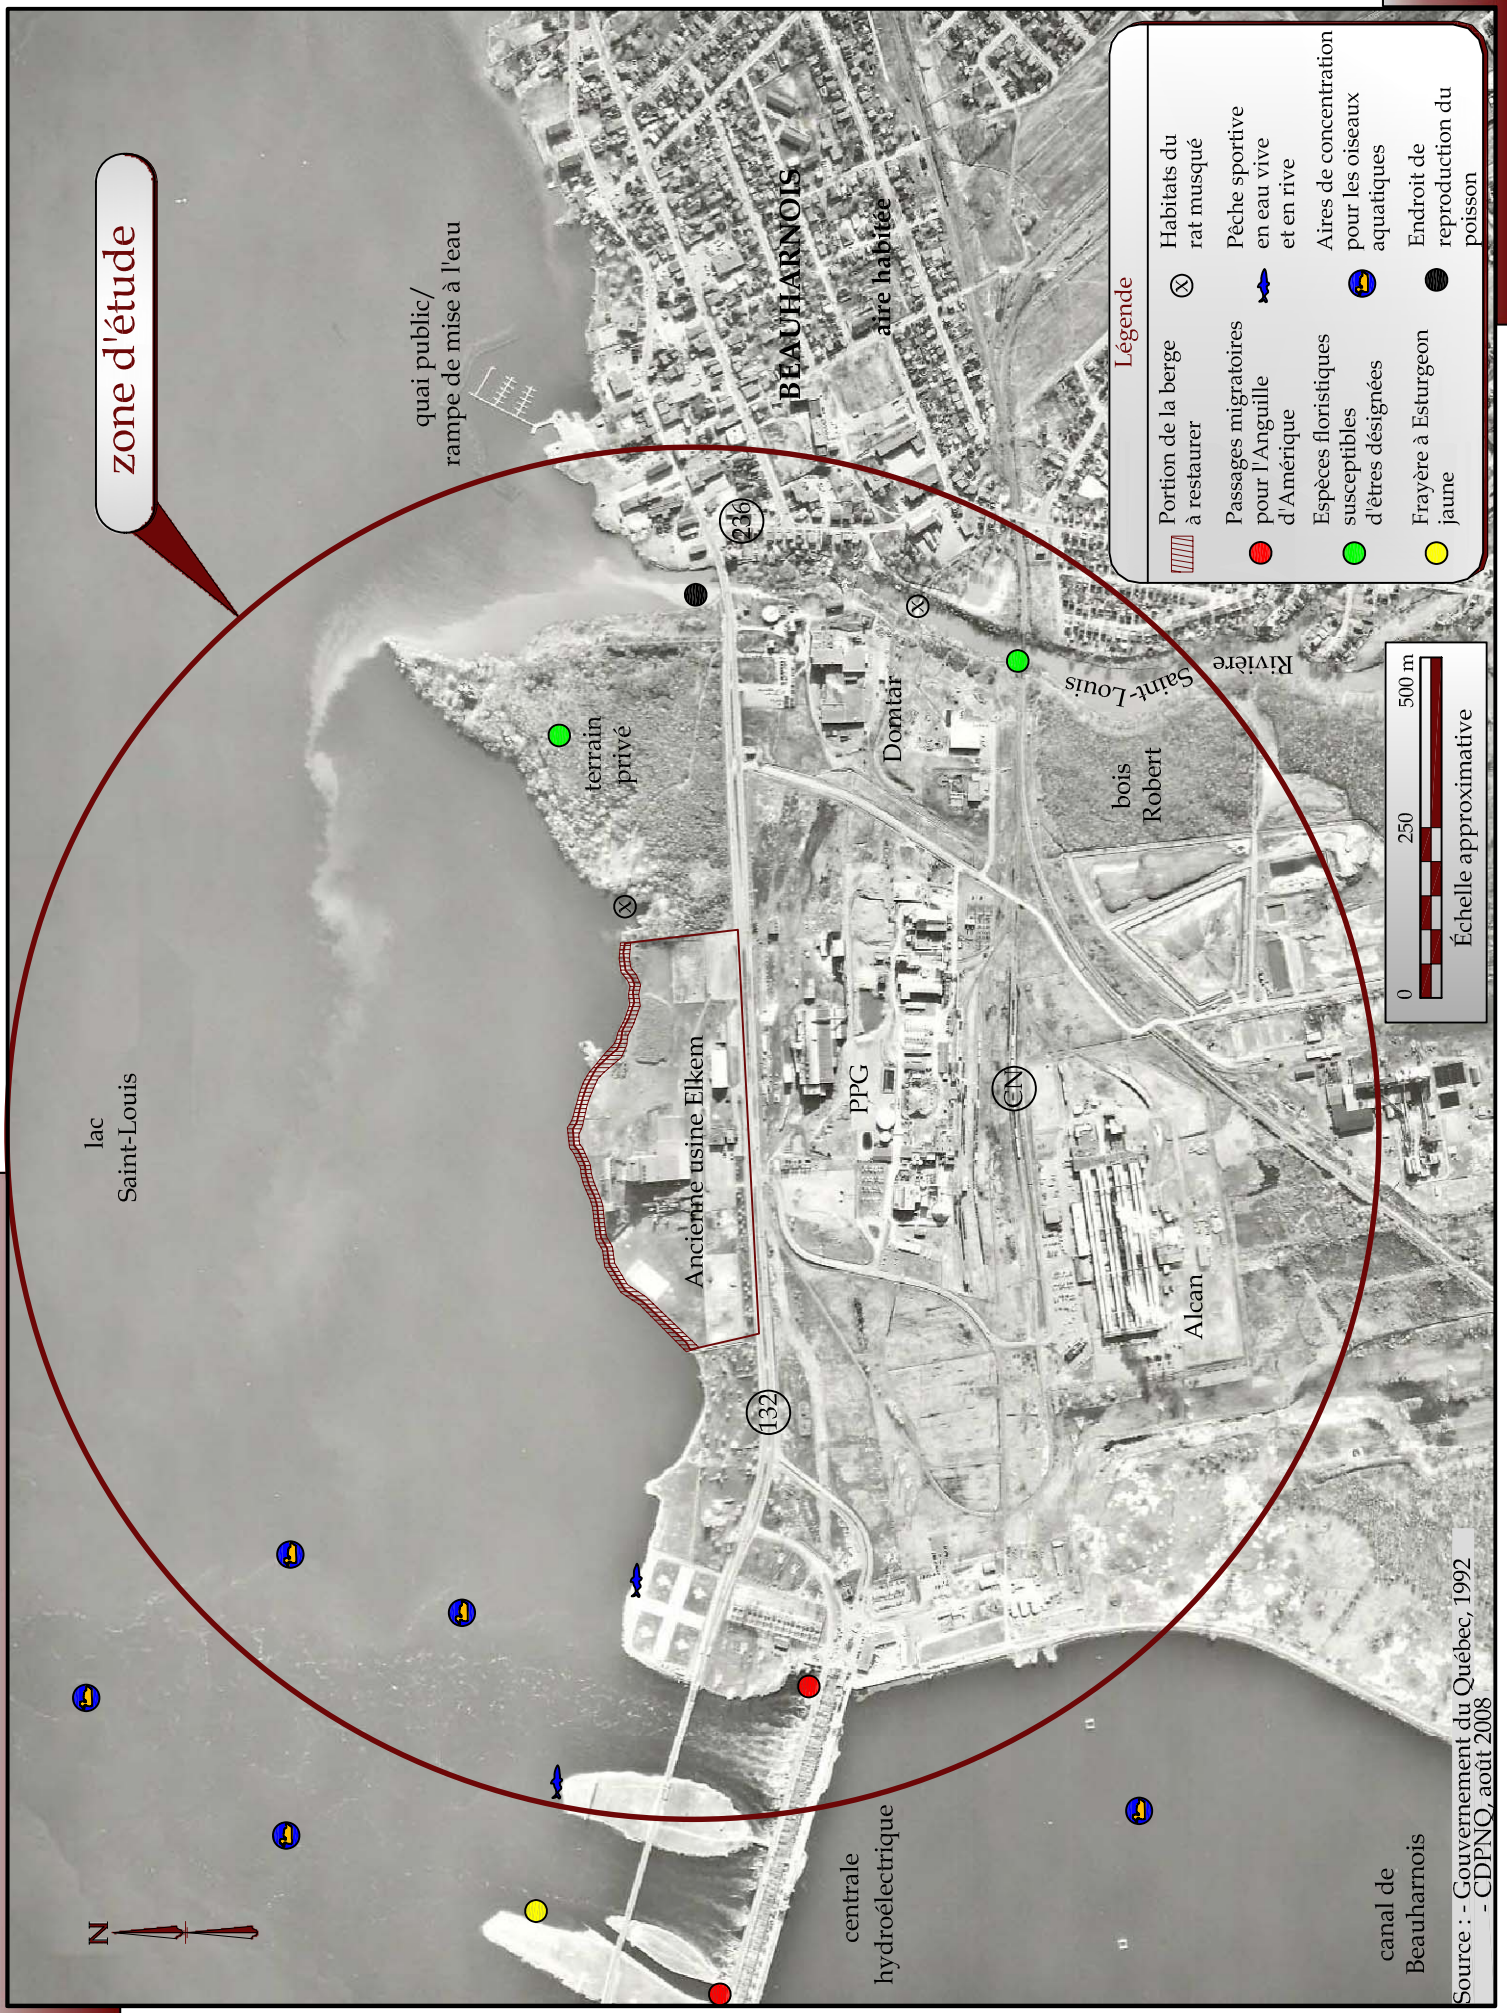 zone d'étude
lac
Saint-Louis
N
quai public/
rampe de mise à l'eau
BEAUHARNOIS
aire habitée
236
terrain
privé
Domtar
Rivière
Saint-Louis
bois
Robert
Ancienne usine Elkem
PPG
CN
Alcan
132
centrale
hydroélectrique
canal de
Beauharnois
Légende
Portion de la berge
à restaurer
Passages migratoires
pour l'Anguille
d'Amérique
Espèces floristiques
susceptibles
d'êtres désignées
Frayère à Esturgeon
jaune
X
Habitats du
rat musqué
Pêche sportive
en eau vive
et en rive
Aires de concentration
pour les oiseaux
aquatiques
Endroit de
reproduction du
poisson
X
X
0 250 500 m
Échelle approximative
Source : - Gouvernement du Québec, 1992
- CDPNQ, août 2008